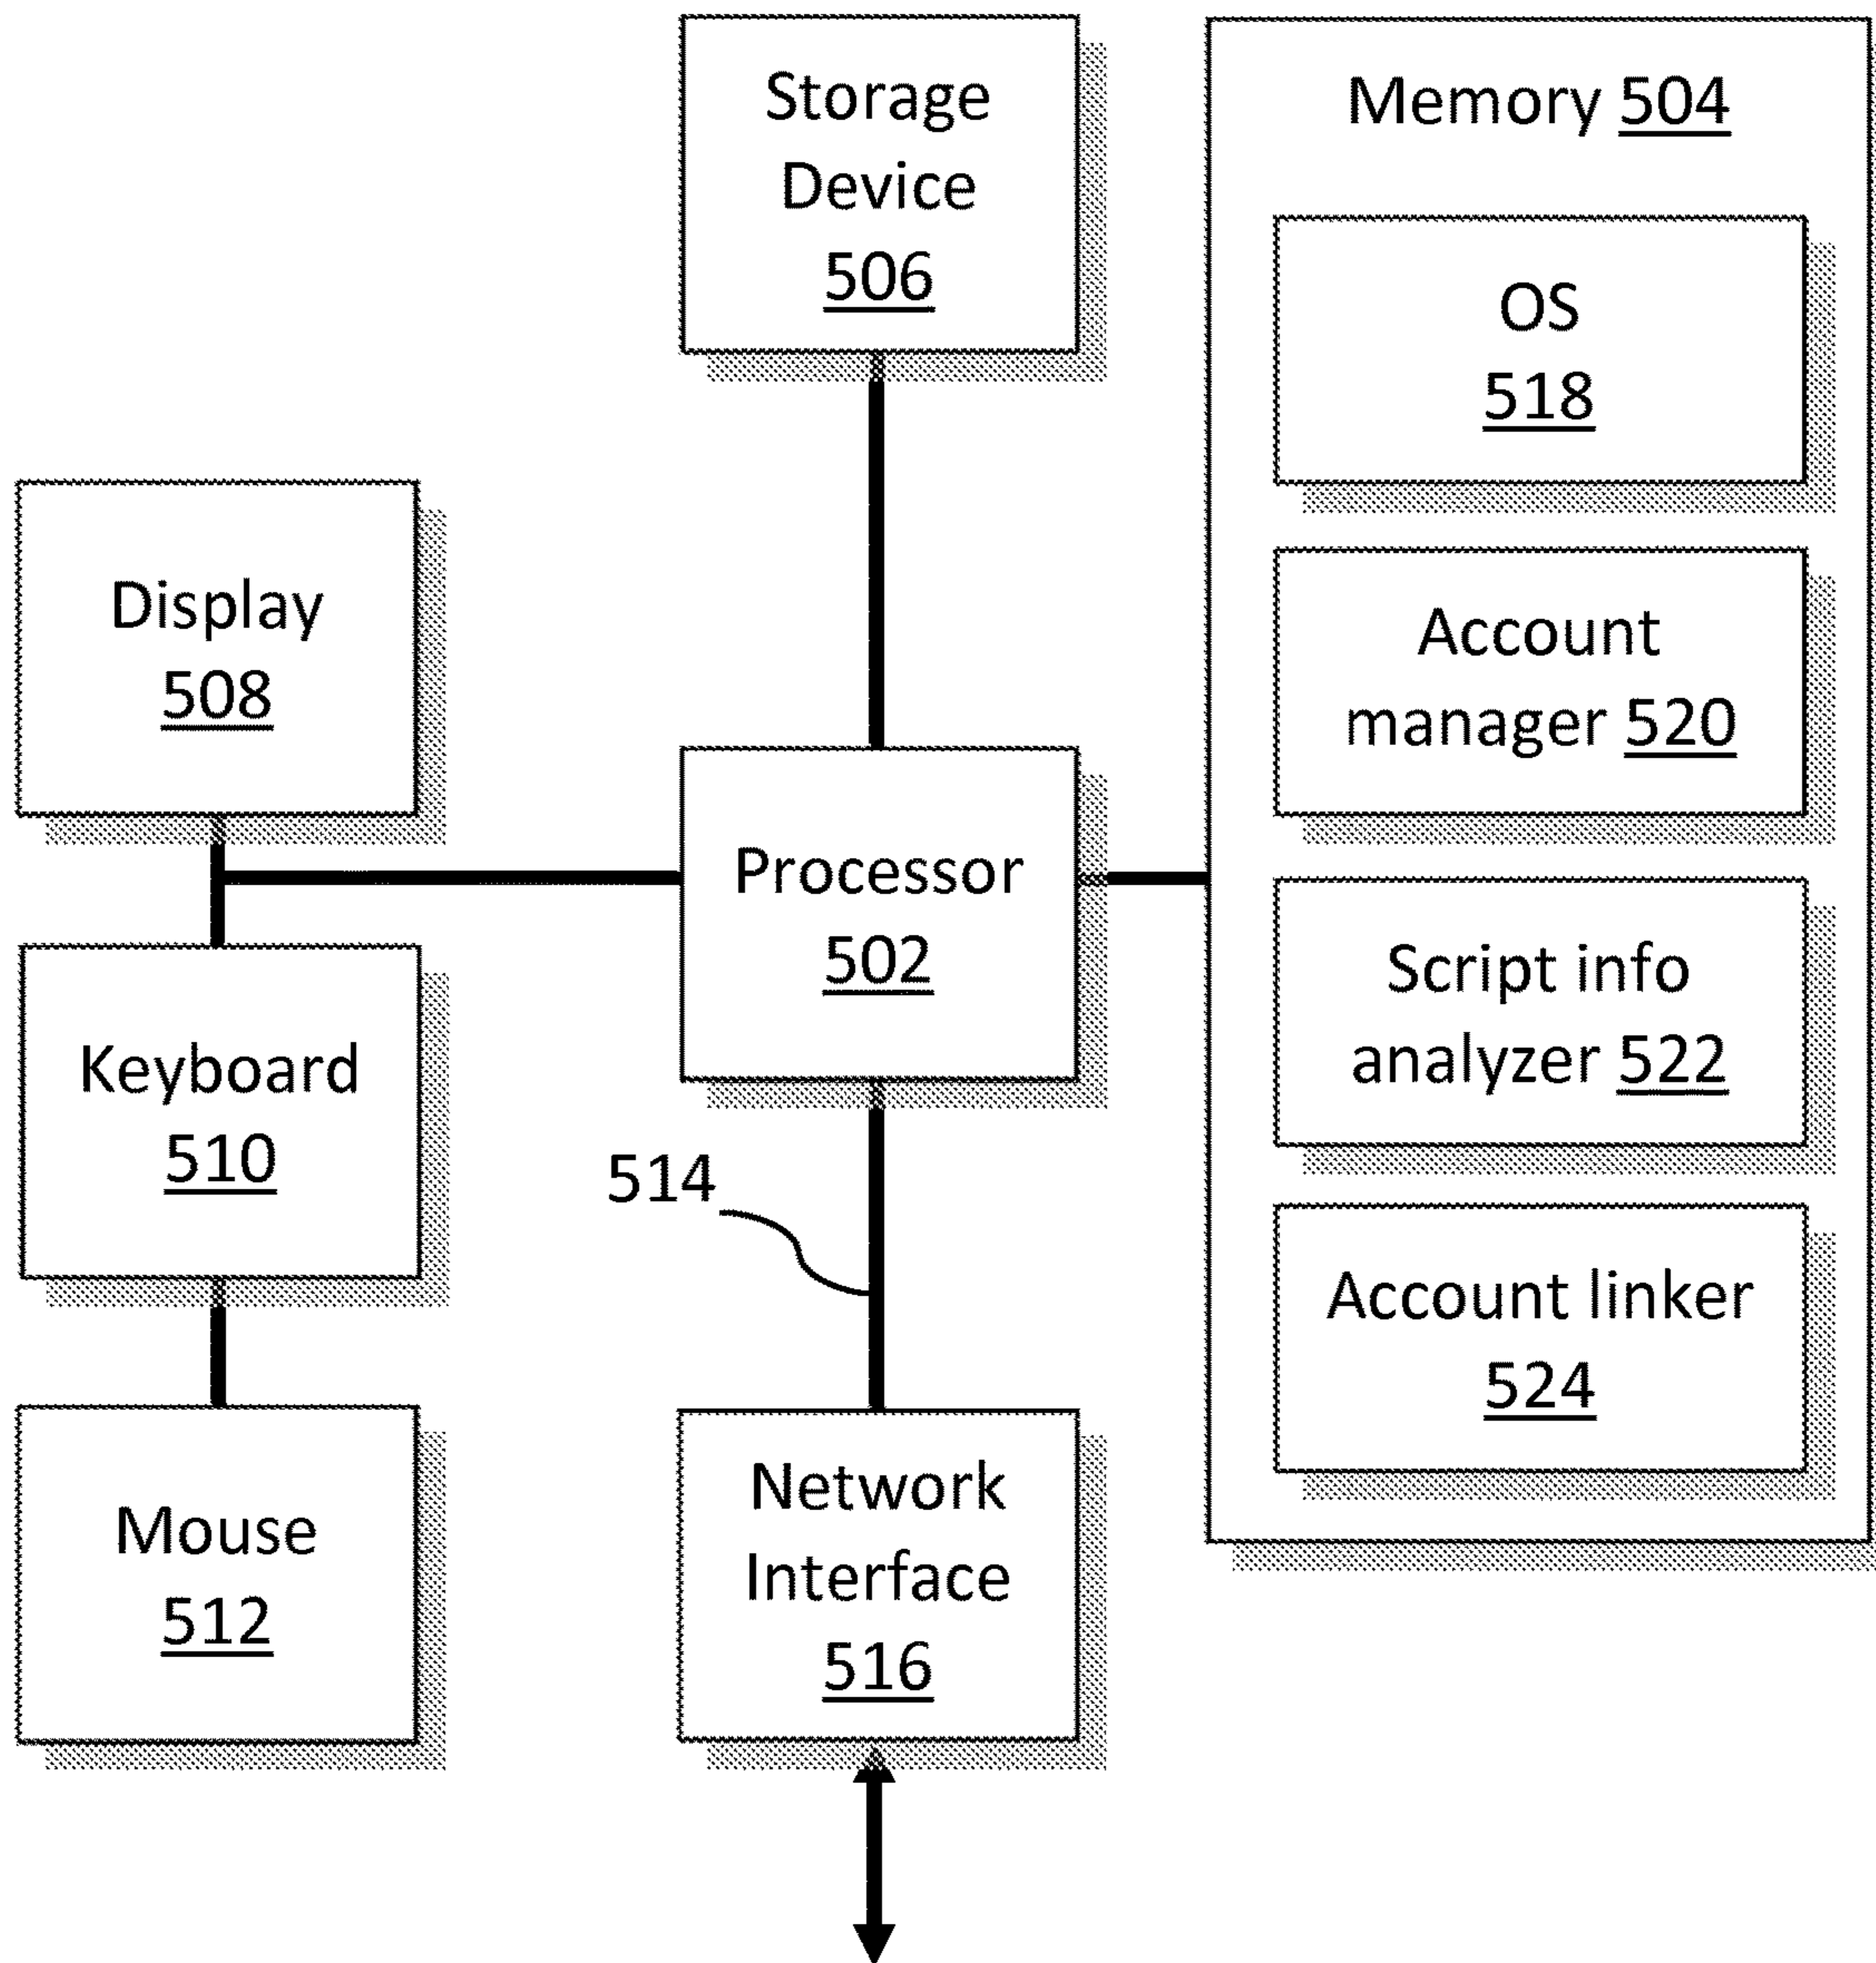 Storage
Device
506
Memory 504
OS
518
Account
manager 520
Script info
analyzer 522
Account linker
524
Display
508
Processor
502
Keyboard
510
514
Mouse
512
Network
Interface
516